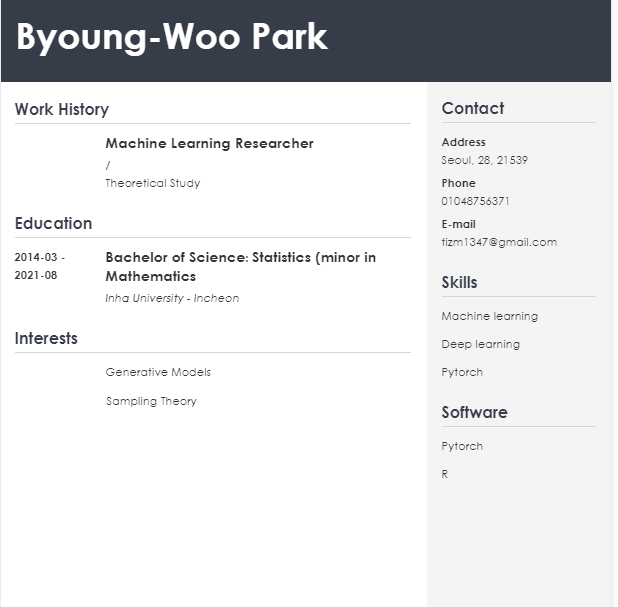 Byoung-Woo Park
Work History
Machine Learning Researcher
/
Theoretical Study
Education
2014-03 -
2021-08
Bachelor of Science: Statistics (minor in
Mathematics
Inha University - Incheon
Interests
Generative Models
Sampling Theory
Contact
Address
Seoul, 28, 21539
Phone
01048756371
E-mail
tizm1347@gmail.com
Skills
Machine learning
Deep learning
Pytorch
Software
Pytorch
R